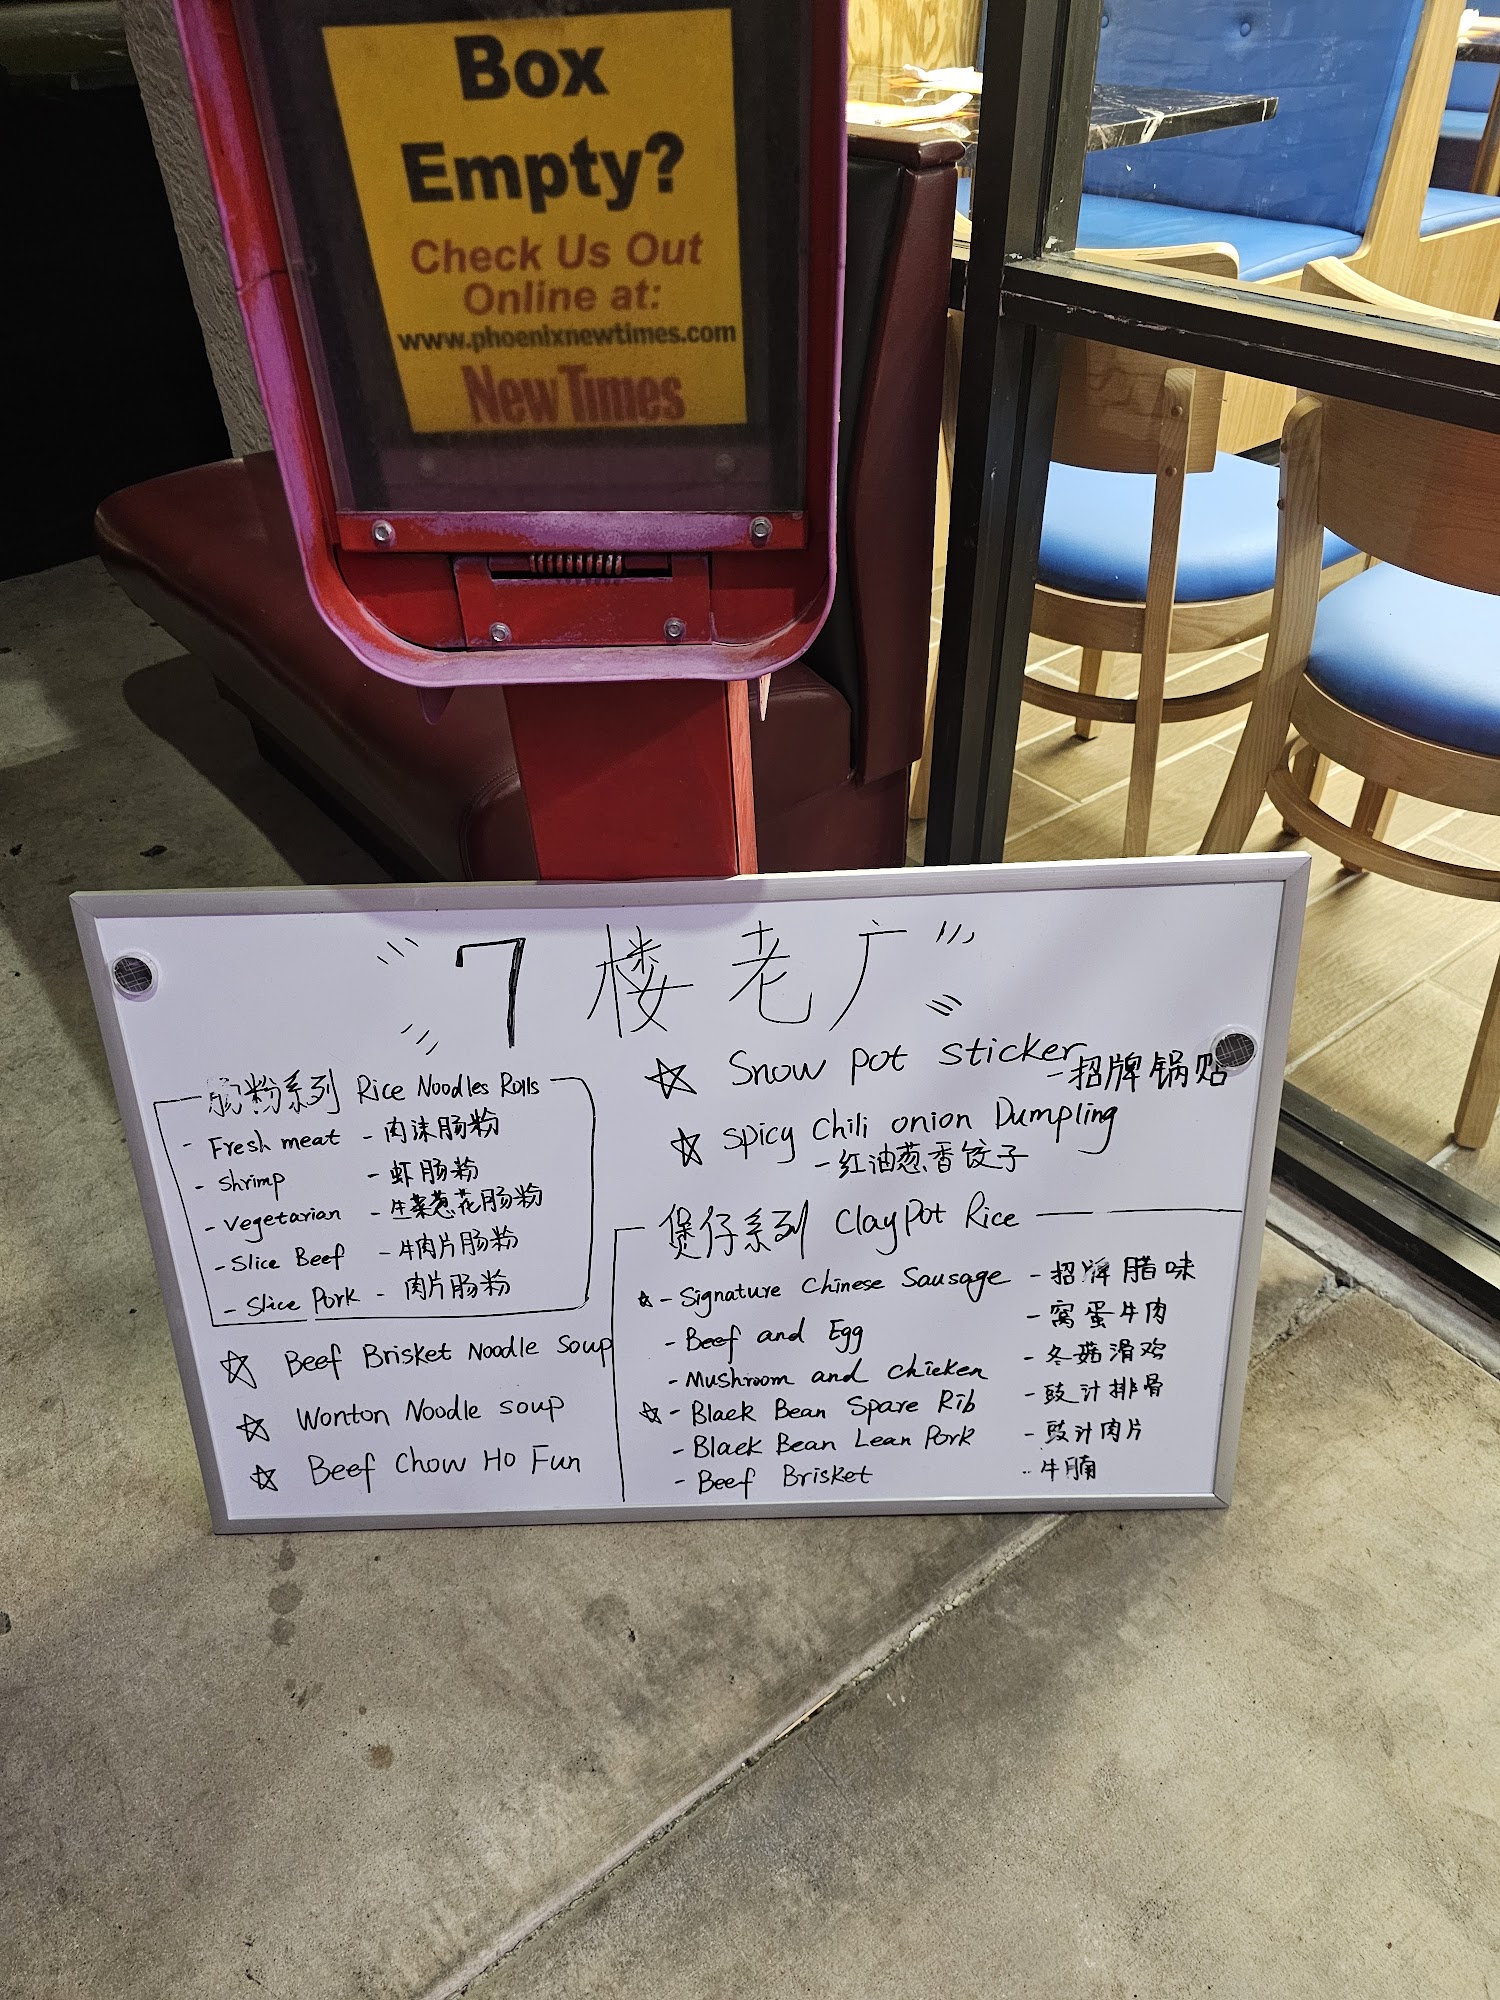 Box
Empty?
Check Us Out
Online at:
www.phoenixnewtimes.com
New Times
7楼老广
肠粉系列 Rice Noodles Rolls
- Fresh meat - 肉沫肠粉
- Shrimp - 虾肠粉
- Vegetarian - 生菜葱花肠粉
- Slice Beef - 牛肉片肠粉
- Slice Pork - 肉片肠粉
☆ Beef Brisket Noodle Soup
☆ Wonton Noodle soup
☆ Beef Chow Ho Fun
☆ Snow pot sticker
- 招牌锅贴
☆ Spicy Chili onion Dumpling
- 红油葱香饺子
煲仔系列 ClayPot Rice
☆ - Signature Chinese Sausage - 招牌腊味
- Beef and Egg - 窝蛋牛肉
- Mushroom and chicken - 冬菇滑鸡
☆ - Black Bean Spare Rib - 豉汁排骨
- Black Bean Lean Pork - 豉汁肉片
- Beef Brisket - 牛腩